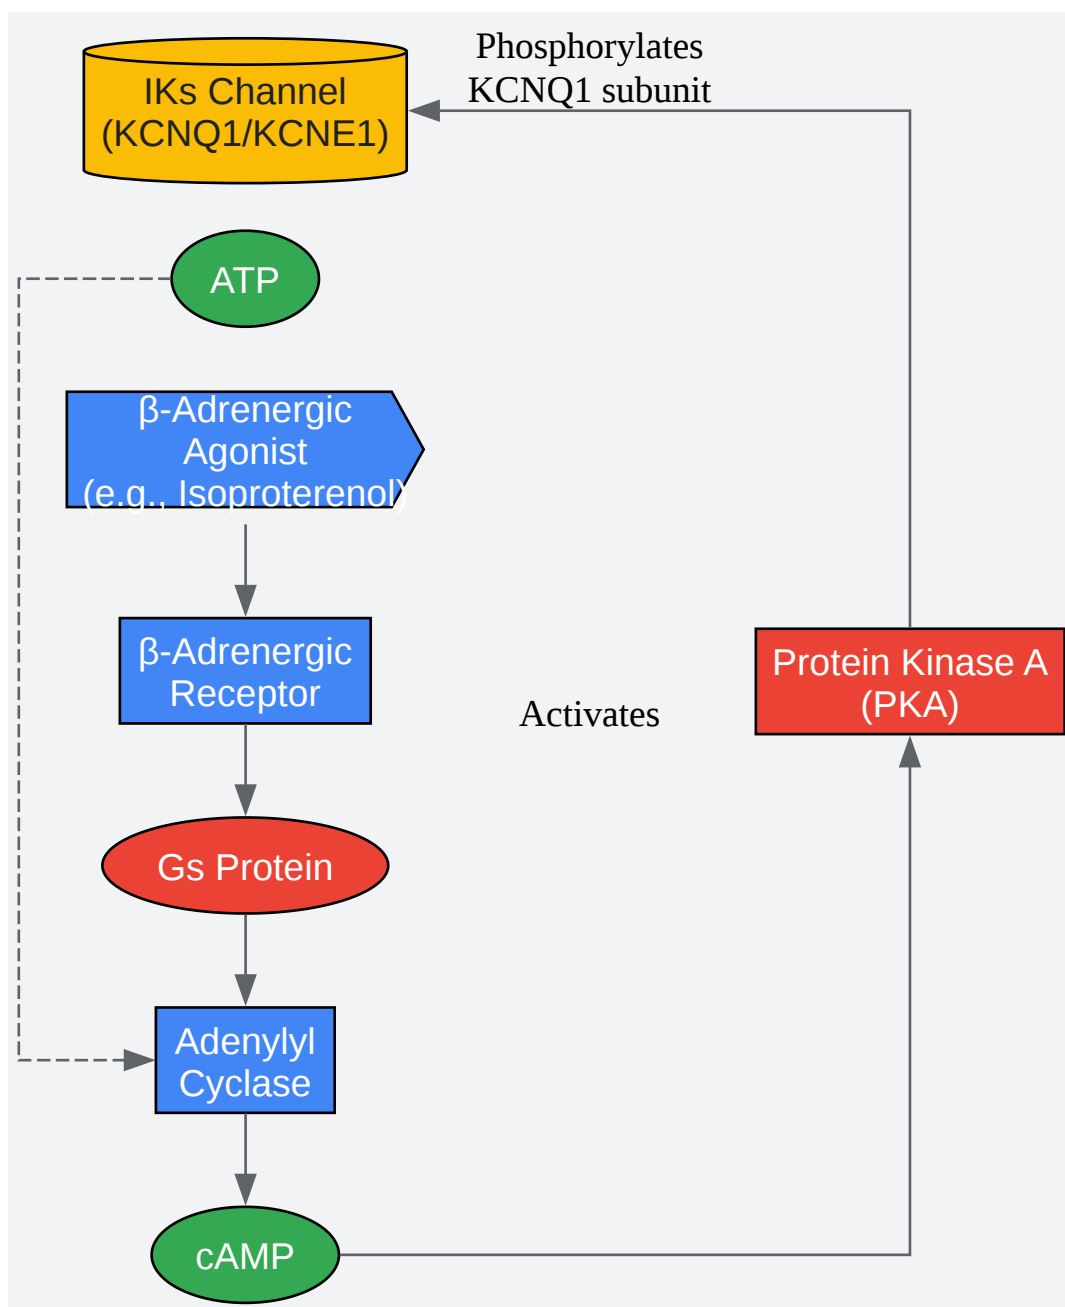 Phosphorylates
KCNQ1 subunit
IKs Channel
(KCNQ1/KCNE1)
ATP
β-Adrenergic
Agonist
(e.g., Isoproterenol)
β-Adrenergic
Receptor
Protein Kinase A
(PKA)
Activates
Gs Protein
Adenylyl
Cyclase
cAMP